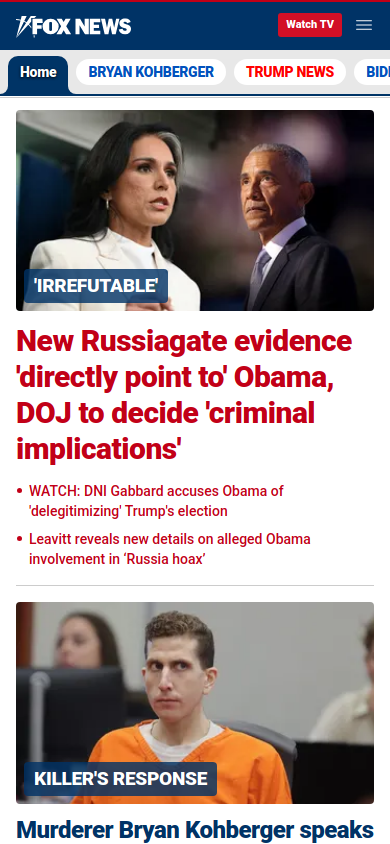 FOX NEWS
Watch TV
Home
BRYAN KOHBERGER
TRUMP NEWS
BID
'IRREFUTABLE'
New Russiagate evidence
'directly point to' Obama,
DOJ to decide 'criminal
implications'
• WATCH: DNI Gabbard accuses Obama of
'delegitimizing' Trump's election
• Leavitt reveals new details on alleged Obama
involvement in ‘Russia hoax’
KILLER'S RESPONSE
Murderer Bryan Kohberger speaks